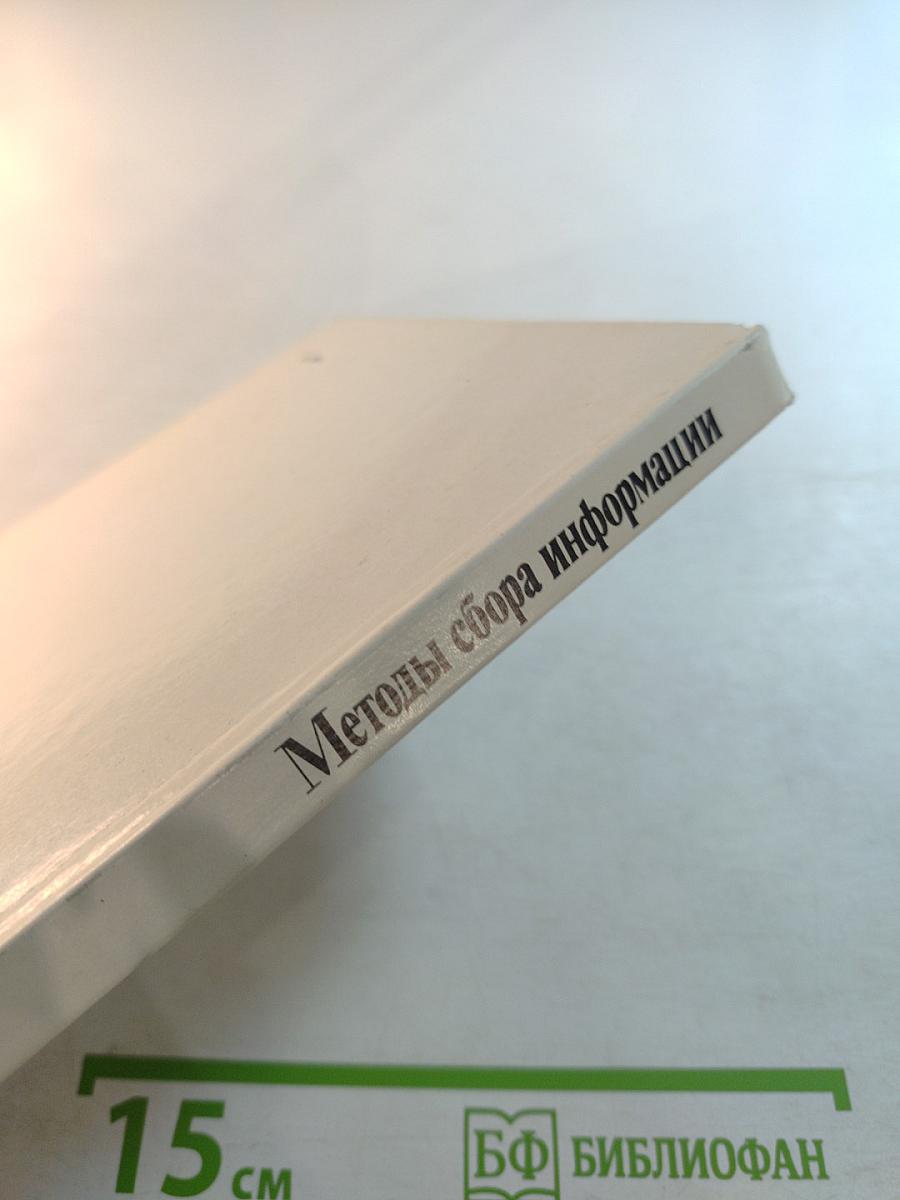 Методы сбора информации
15 см
БФ БИБЛИОФАН